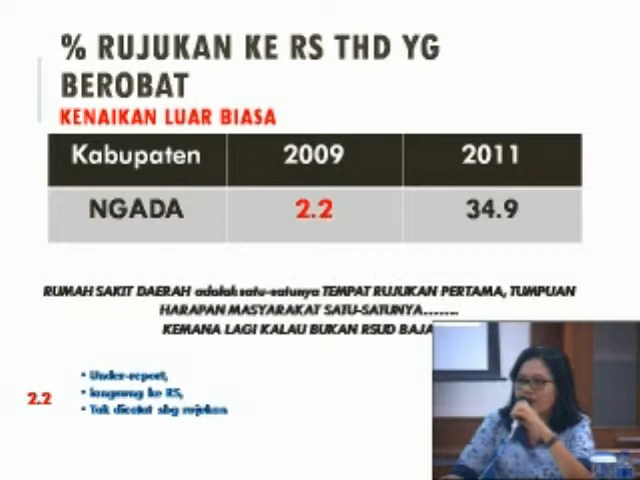 % RUJUKAN KE RS THD YG
BEROBAT
KENAIKAN LUAR BIASA
Kabupaten 2009 2011
NGADA 2.2 34.9
RUMAH SAKIT DAERAH adalah satu-satunya TEMPAT RUJUKAN PERTAMA, TUMPUAN
HARAPAN MASYARAKAT SATU-SATUNYA.......
KEMANA LAGI KALAU BUKAN RSUD BAJA
2.2
• Under-report,
• langsung ke RS,
• Tak dicatat sbg rujukan